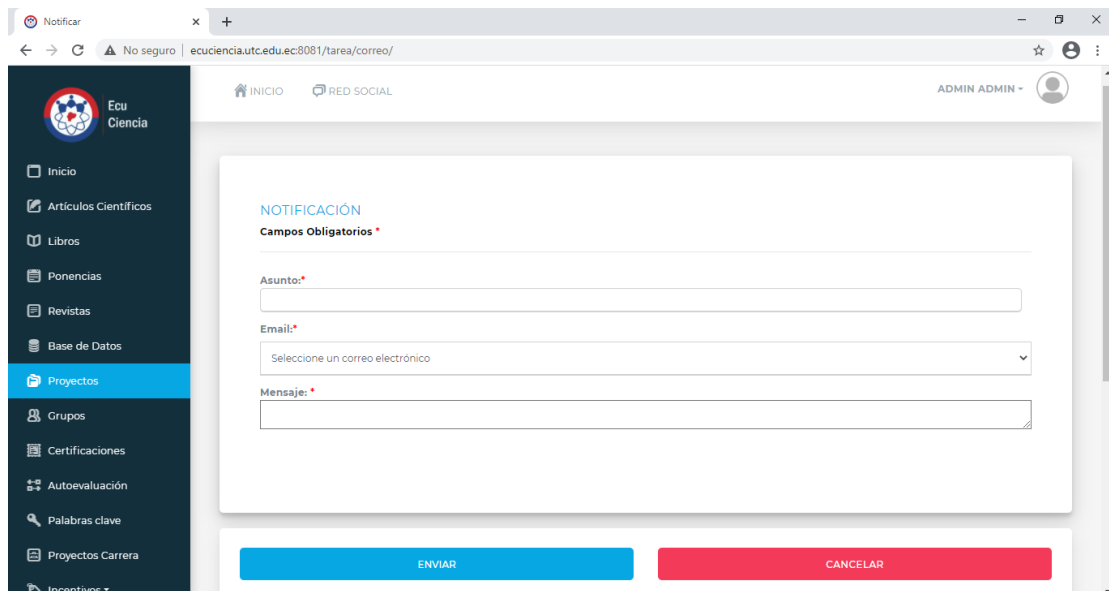 Notificar
No seguro | ecuciencia.utc.edu.ec:8081/tarea/correo/
Ecu
Ciencia
INICIO RED SOCIAL ADMIN ADMIN
Inicio
Artículos Científicos
Libros
Ponencias
Revistas
Base de Datos
Proyectos
Grupos
Certificaciones
Autoevaluación
Palabras clave
Proyectos Carrera
Incentivos
NOTIFICACIÓN
Campos Obligatorios *
Asunto:*
Email:*
Seleccione un correo electrónico
Mensaje: *
ENVIAR CANCELAR